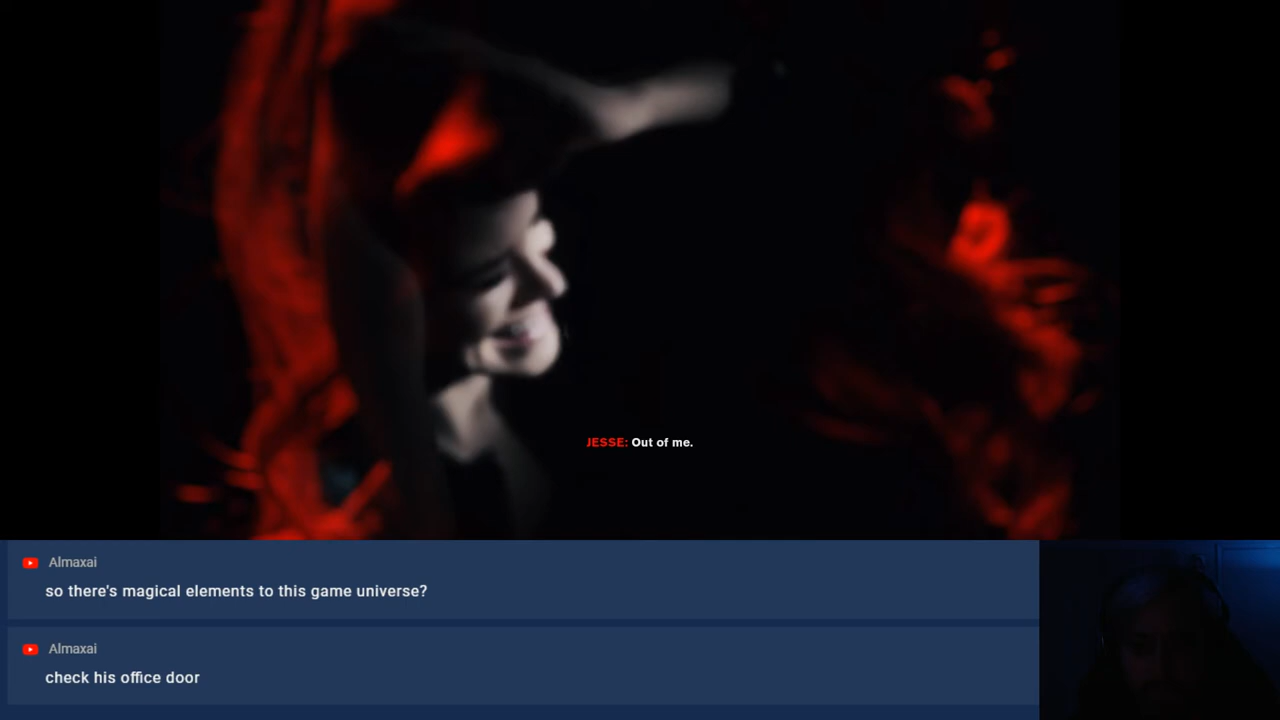 JESSE: Out of me.
Almaxai
so there's magical elements to this game universe?
Almaxai
check his office door